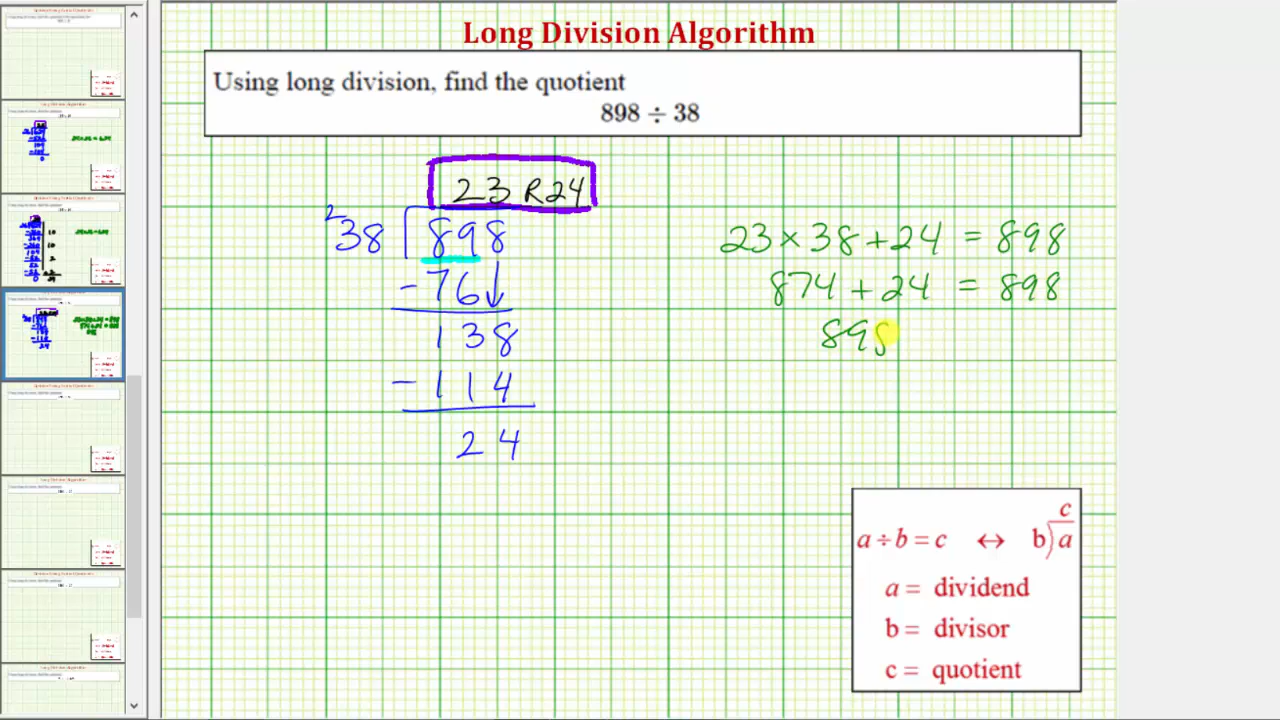 Long Division Algorithm
Using long division, find the quotient
898 ÷ 38
23 R24
2
38 898
- 76↓
138
- 114
24
23 × 38 + 24 = 898
874 + 24 = 898
898
c
a ÷ b = c ↔ b a
a = dividend
b = divisor
c = quotient